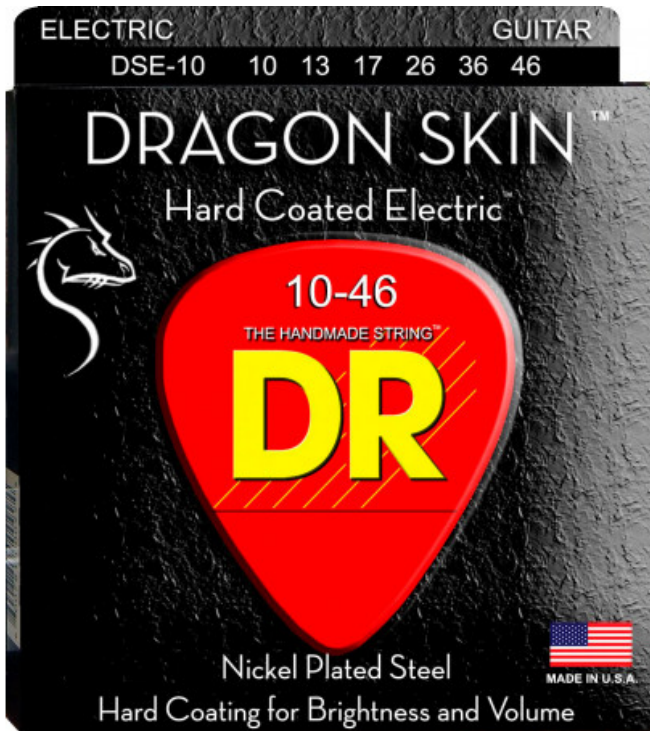 ELECTRIC GUITAR
DSE-10 10 13 17 26 36 46
DRAGON SKIN™
Hard Coated Electric™
10-46
THE HANDMADE STRING™
DR
Nickel Plated Steel
MADE IN U.S.A.
Hard Coating for Brightness and Volume